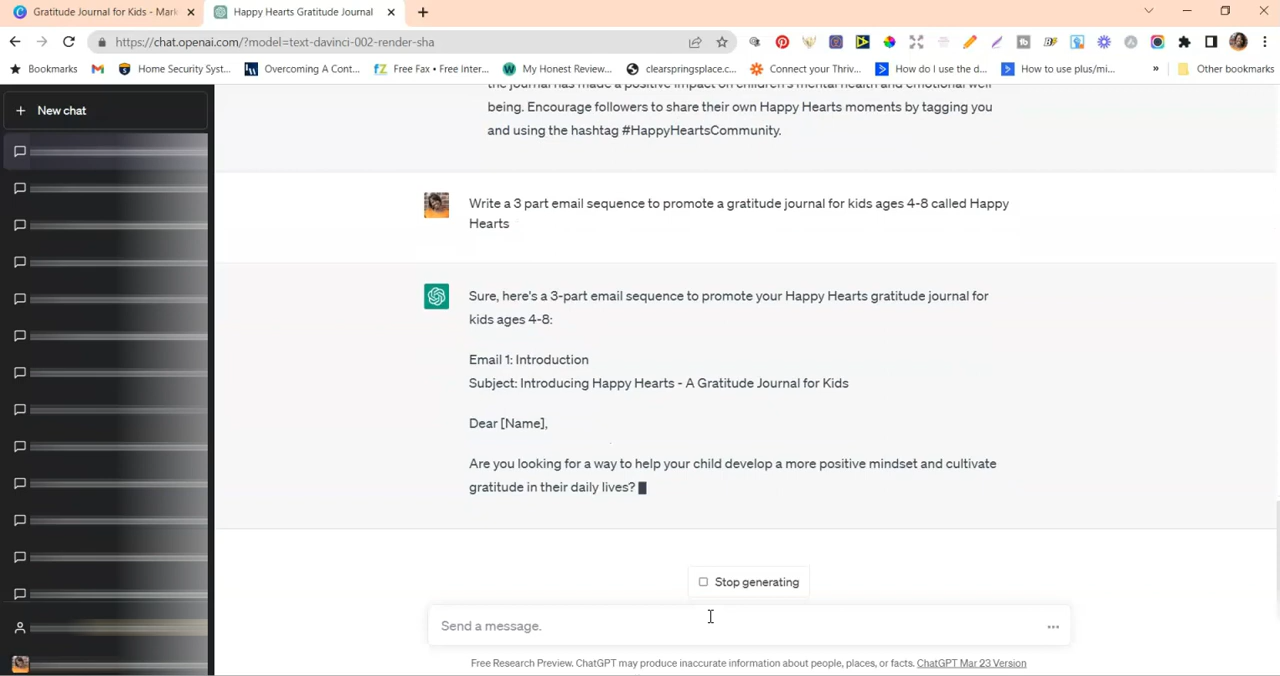 Gratitude Journal for Kids - Mark
Happy Hearts Gratitude Journal
https://chat.openai.com/?model=text-davinci-002-render-sha
Bookmarks
Home Security Syst...
Overcoming A Cont...
Free Fax • Free Inter...
My Honest Review...
clearspringsplace.c...
Connect your Thriv...
How do I use the d...
How to use plus/mi...
»
Other bookmarks
+ New chat
the journal has made a positive impact on children's mental health and emotional well-
being. Encourage followers to share their own Happy Hearts moments by tagging you
and using the hashtag #HappyHeartsCommunity.
Write a 3 part email sequence to promote a gratitude journal for kids ages 4-8 called Happy
Hearts
Sure, here's a 3-part email sequence to promote your Happy Hearts gratitude journal for
kids ages 4-8:
Email 1: Introduction
Subject: Introducing Happy Hearts - A Gratitude Journal for Kids
Dear [Name],
Are you looking for a way to help your child develop a more positive mindset and cultivate
gratitude in their daily lives?
Stop generating
Send a message.
Free Research Preview. ChatGPT may produce inaccurate information about people, places, or facts. ChatGPT Mar 23 Version